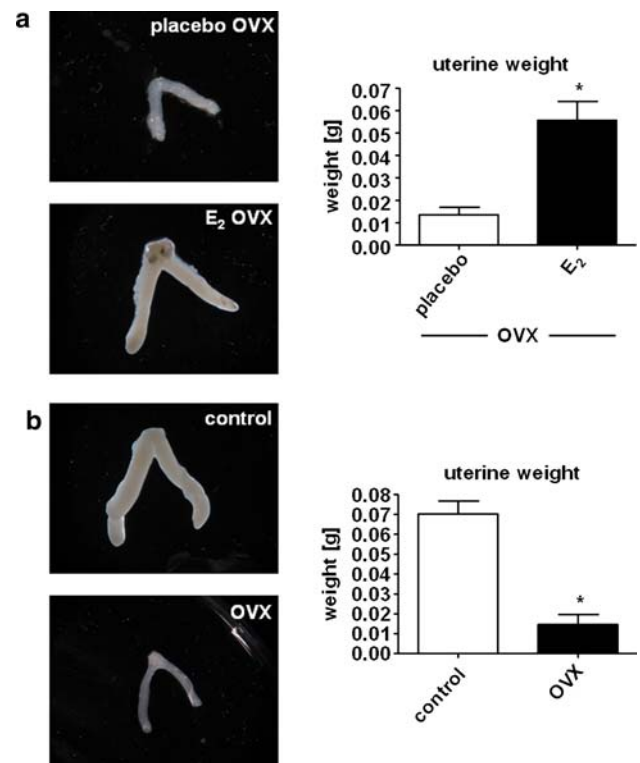 a
placebo OVX
E₂ OVX
uterine weight
weight [g]
0.07
0.06
0.05
0.04
0.03
0.02
0.01
0.00
*
placebo
E₂
OVX
b
control
OVX
uterine weight
weight [g]
0.08
0.07
0.06
0.05
0.04
0.03
0.02
0.01
0.00
*
control
OVX